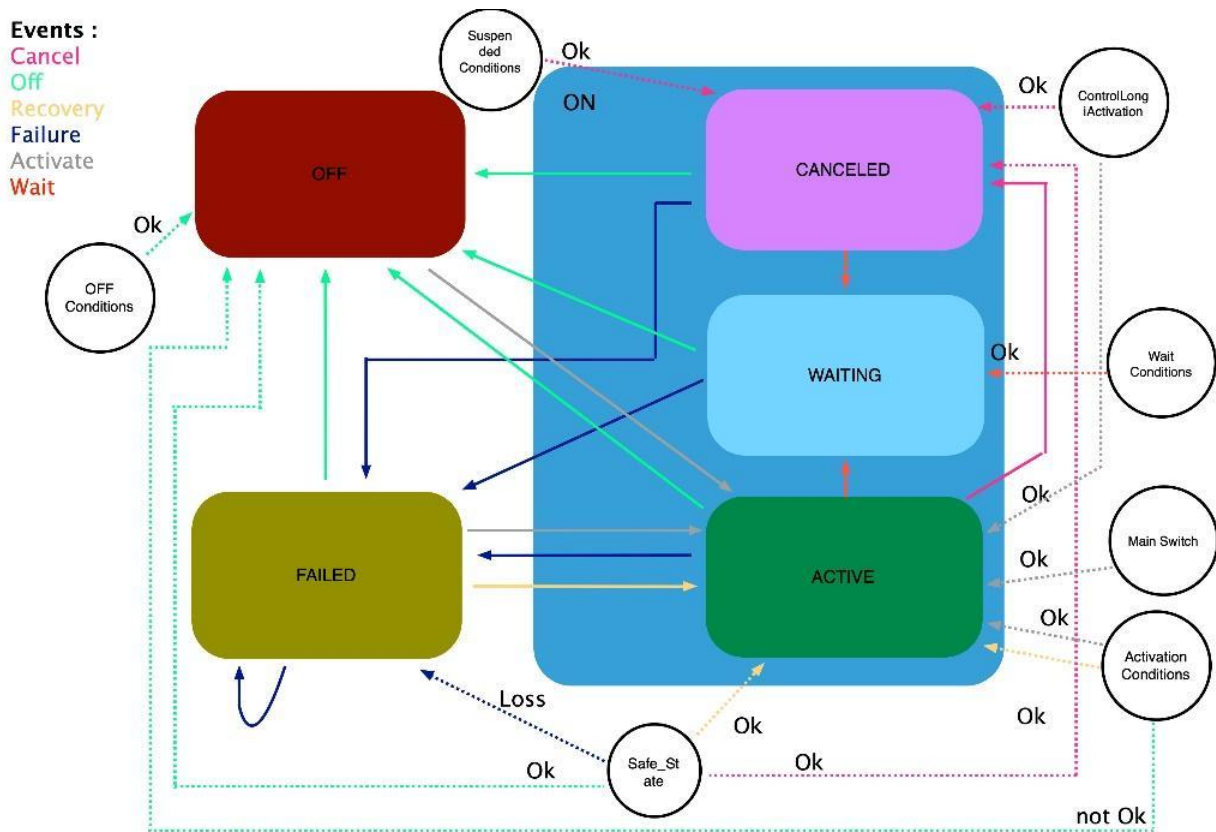 Events :
Cancel
Off
Recovery
Failure
Activate
Wait
Suspen
ded
Conditions
Ok
ON
Ok
ControlLong
iActivation
OFF
CANCELED
Ok
OFF
Conditions
Ok
Wait
Conditions
WAITING
Ok
Main Switch
Ok
FAILED
ACTIVE
Ok
Activation
Conditions
Loss
Ok
Ok
Safe_St
ate
Ok
Ok
not Ok